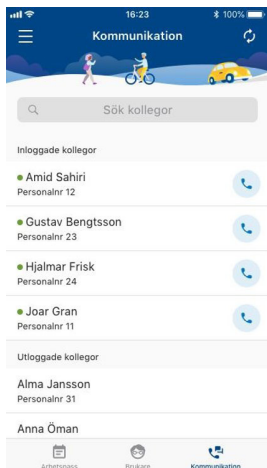 16:23
100%
Kommunikation
Sök kollegor
Inloggade kollegor
Amid Sahiri
Personalnr 12
Gustav Bengtsson
Personalnr 23
Hjalmar Frisk
Personalnr 24
Joar Gran
Personalnr 11
Utloggade kollegor
Alma Jansson
Personalnr 31
Anna Öman
Arbetspass
Brukare
Kommunikation